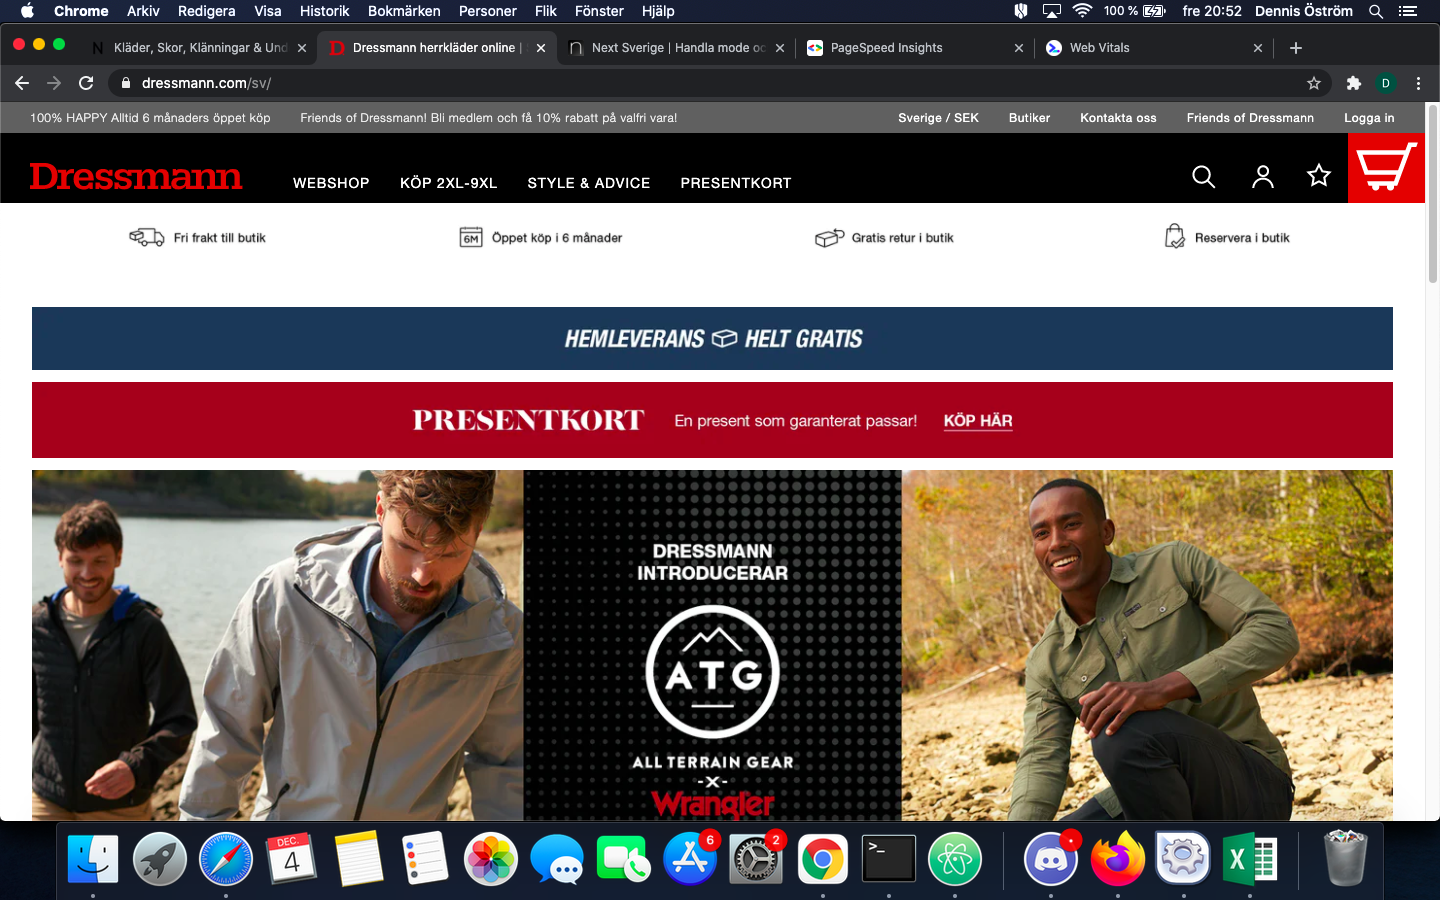 Chrome Arkiv Redigera Visa Historik Bokmärken Personer Flik Fönster Hjälp 100 % fre 20:52 Dennis Öström
N Kläder, Skor, Klänningar & Und
D Dressmann herrkläder online |
n Next Sverige | Handla mode oc
PageSpeed Insights
Web Vitals
dressmann.com/sv/
D
100% HAPPY Alltid 6 månaders öppet köp Friends of Dressmann! Bli medlem och få 10% rabatt på valfri vara! Sverige / SEK Butiker Kontakta oss Friends of Dressmann Logga in
Dressmann WEBSHOP KÖP 2XL-9XL STYLE & ADVICE PRESENTKORT
Fri frakt till butik 6M Öppet köp i 6 månader Gratis retur i butik Reservera i butik
HEMLEVERANS HELT GRATIS
PRESENTKORT En present som garanterat passar! KÖP HÄR
DRESSMANN
INTRODUCERAR
ATG
ALL TERRAIN GEAR
-X-
Wrangler
DEC. 6 2
4 >_ X